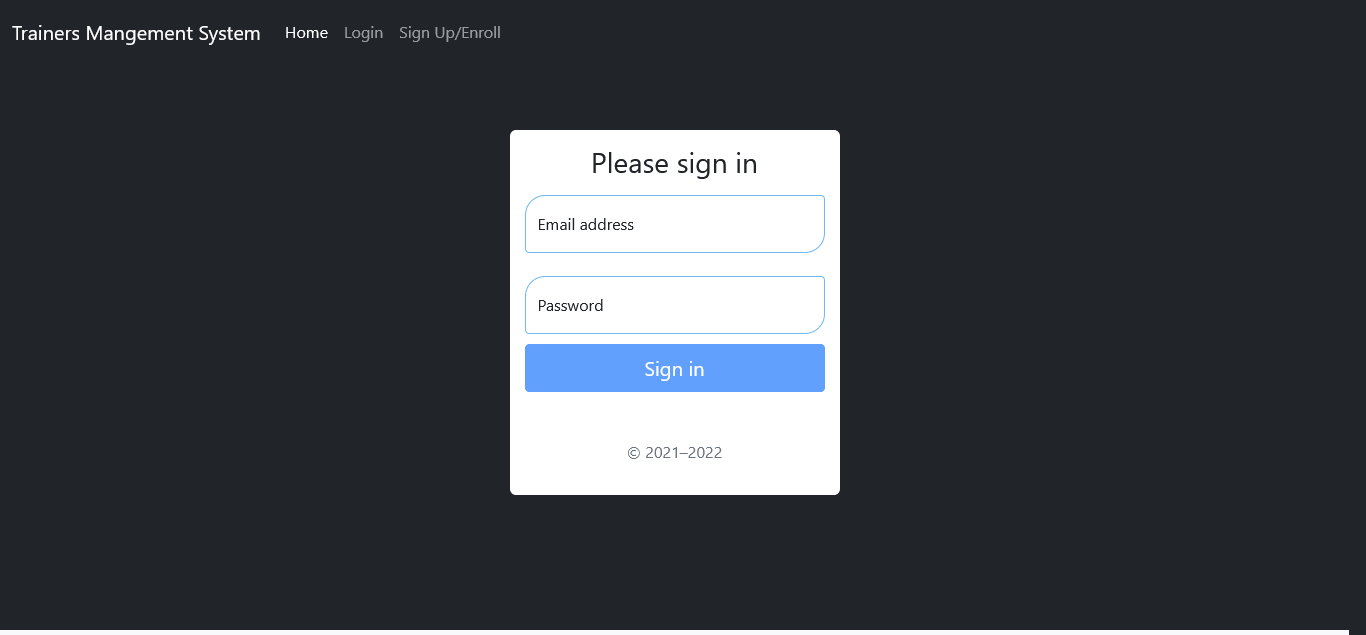 Trainers Mangement System Home Login Sign Up/Enroll
Please sign in
Email address
Password
Sign in
© 2021–2022